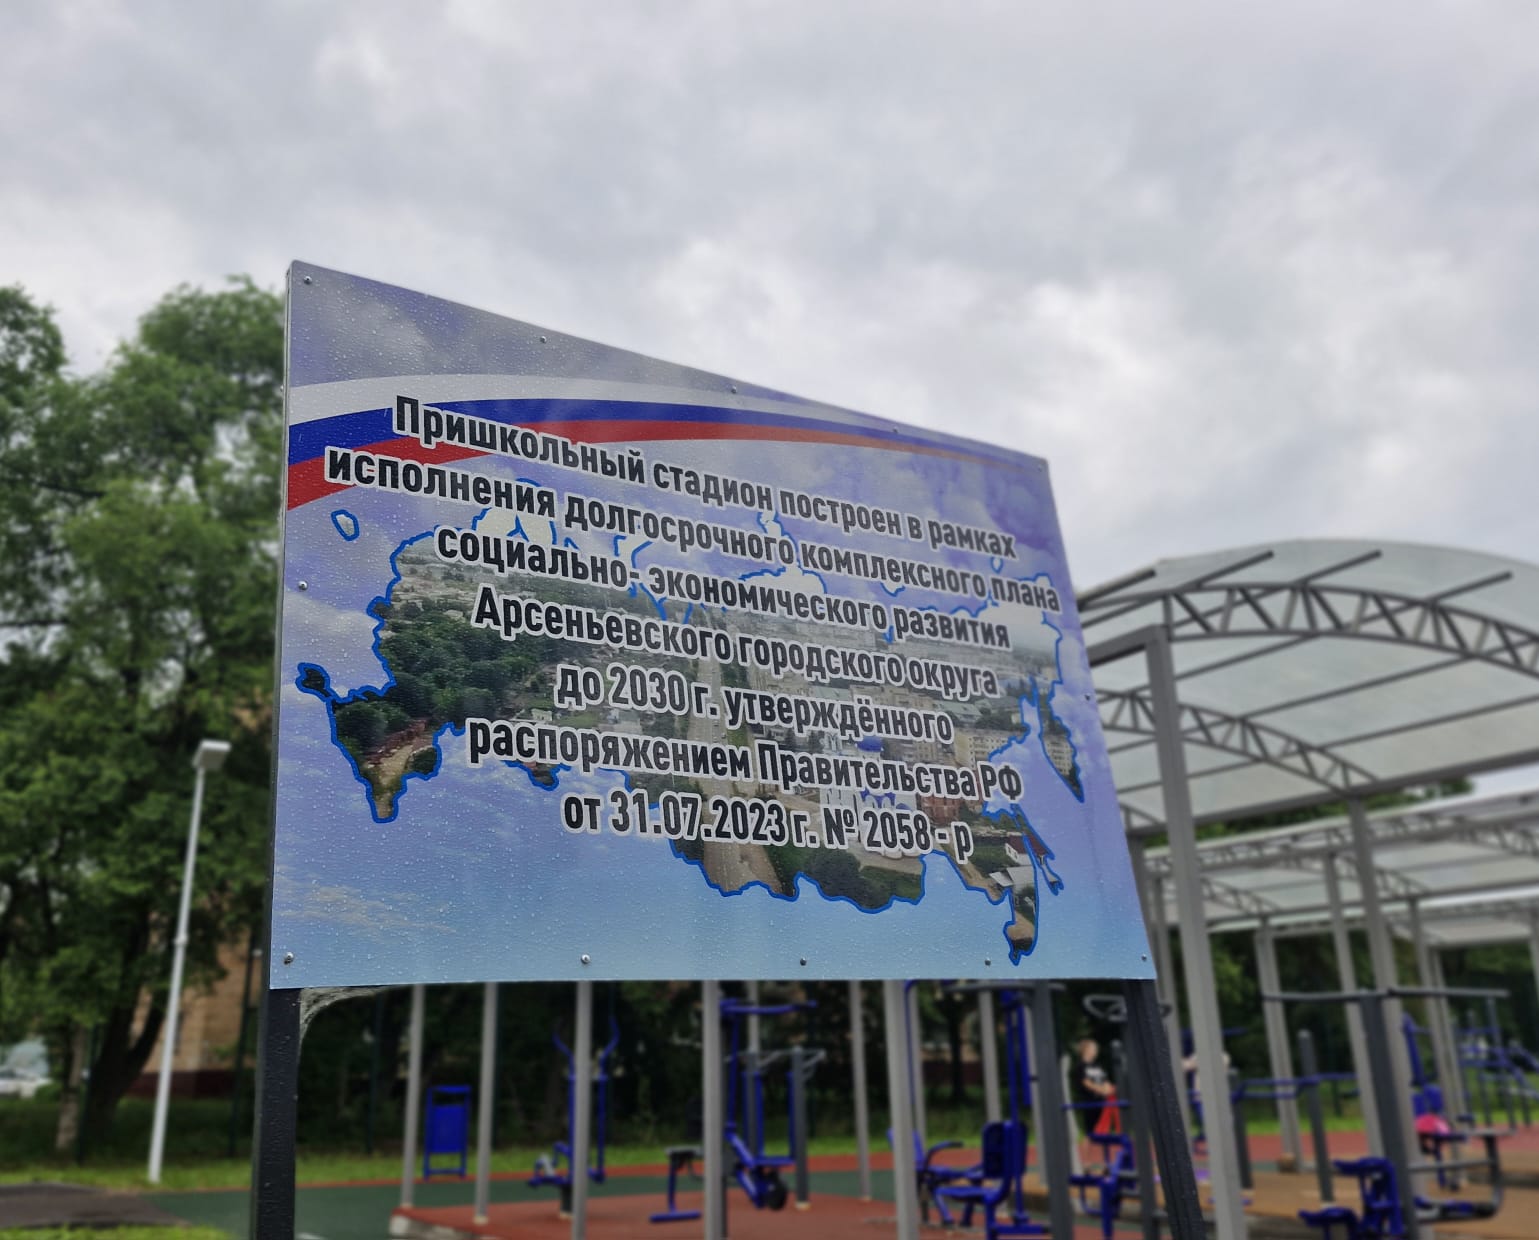 Пришкольный стадион построен в рамках
исполнения долгосрочного комплексного плана
социально- экономического развития
Арсеньевского городского округа
до 2030 г. утверждённого
распоряжением Правительства РФ
от 31.07.2023 г. № 2058 - р